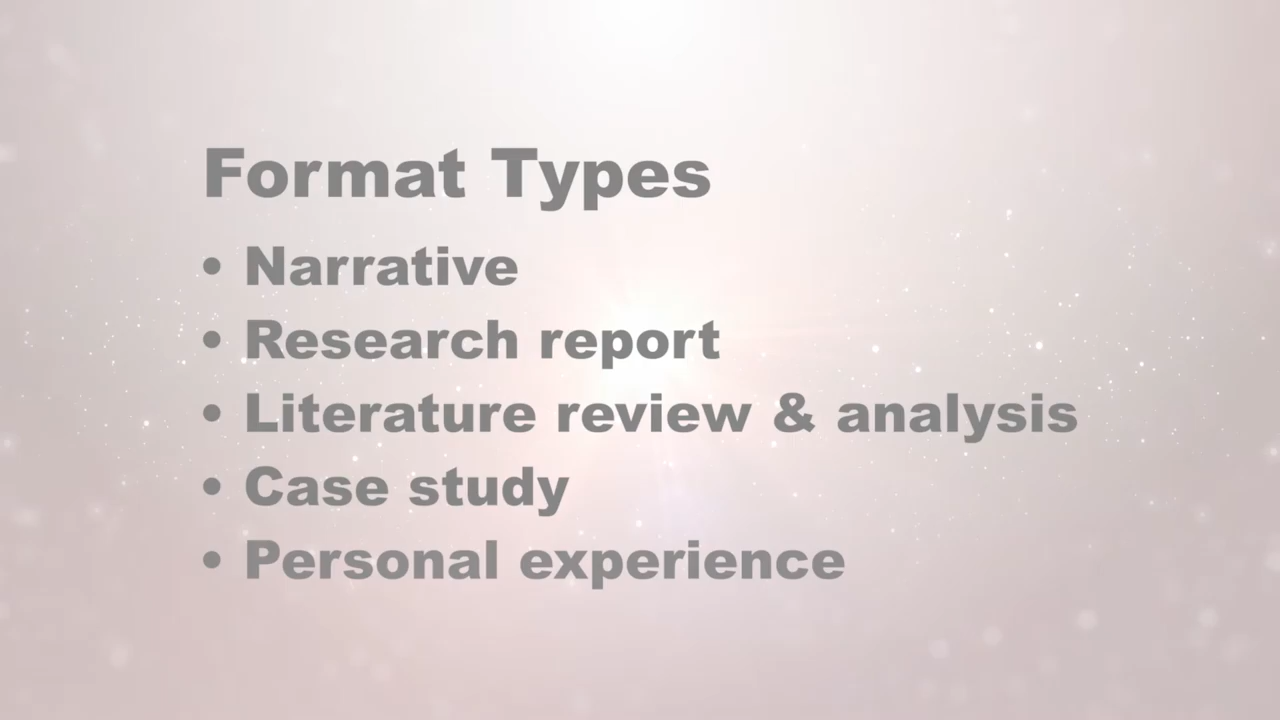 Format Types
• Narrative
• Research report
• Literature review & analysis
• Case study
• Personal experience